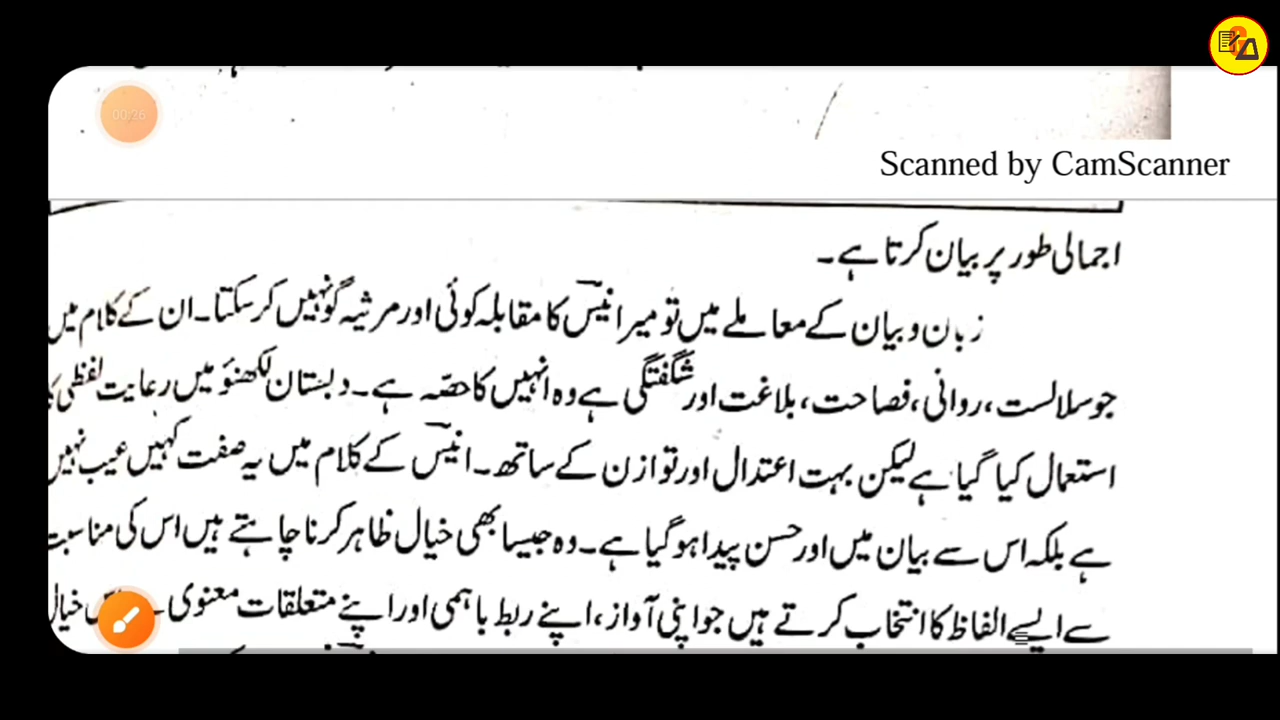 00:26
Scanned by CamScanner
اجمالی طور پر بیان کرتا ہے۔
زبان و بیان کے معاملے میں تو میر انیسؔ کا مقابلہ کوئی اور مرثیہ گو نہیں کر سکتا۔ ان کے کلام میں
جو سلالست، روانی، فصاحت، بلاغت اور شگفتگی ہے وہ انہیں کا حصّہ ہے۔ دبستان لکھنؤ میں رعایت لفظی
استعمال کیا گیا ہے لیکن بہت اعتدال اور توازن کے ساتھ۔ انیسؔ کے کلام میں یہ صفت کہیں عیب نہیں
ہے بلکہ اس سے بیان میں اور حسن پیدا ہو گیا ہے۔ وہ جیسا بھی خیال ظاہر کرنا چاہتے ہیں اس کی مناسبت
سے ایسے الفاظ کا انتخاب کرتے ہیں جو اپنی آواز، اپنے ربط باہمی اور اپنے متعلقات معنوی خیال